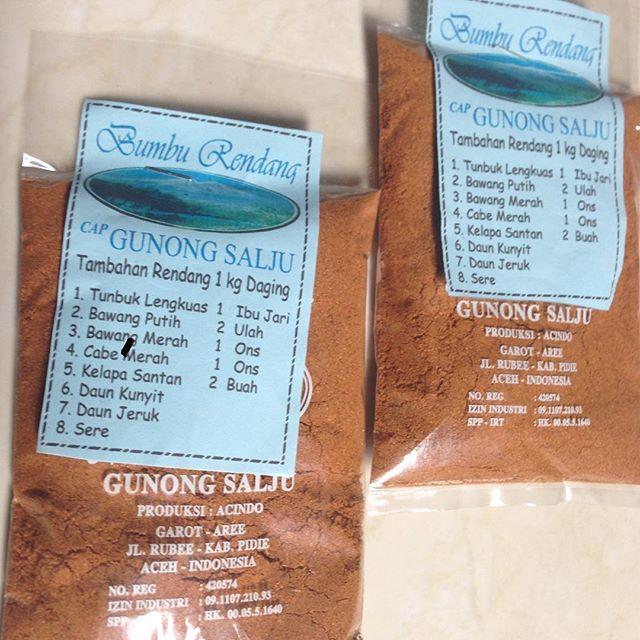 Bumbu Rendang
CAP GUNONG SALJU
Tambahan Rendang 1 kg Daging
1. Tunbuk Lengkuas 1 Ibu Jari
2. Bawang Putih 2 Ulah
3. Bawang Merah 1 Ons
4. Cabe Merah 1 Ons
5. Kelapa Santan 2 Buah
6. Daun Kunyit
7. Daun Jeruk
8. Sere
GUNONG SALJU
PRODUKSI : ACINDO
GAROT - AREE
JL. RUBEE - KAB. PIDIE
ACEH - INDONESIA
NO. REG : 420574
IZIN INDUSTRI : 09.1107.210.93
SPP : HK. 00.05.5.1640
Bumbu Rendang
CAP GUNONG SALJU
Tambahan Rendang 1 kg Daging
1. Tunbuk Lengkuas 1 Ibu Jari
2. Bawang Putih 2 Ulah
3. Bawang Merah 1 Ons
4. Cabe Merah 1 Ons
5. Kelapa Santan 2 Buah
6. Daun Kunyit
7. Daun Jeruk
8. Sere
GUNONG SALJU
PRODUKSI : ACINDO
GAROT - AREE
JL. RUBEE - KAB. PIDIE
ACEH - INDONESIA
NO. REG : 420574
IZIN INDUSTRI : 09.1107.210.93
SPP - IRT : HK. 00.05.5.1640